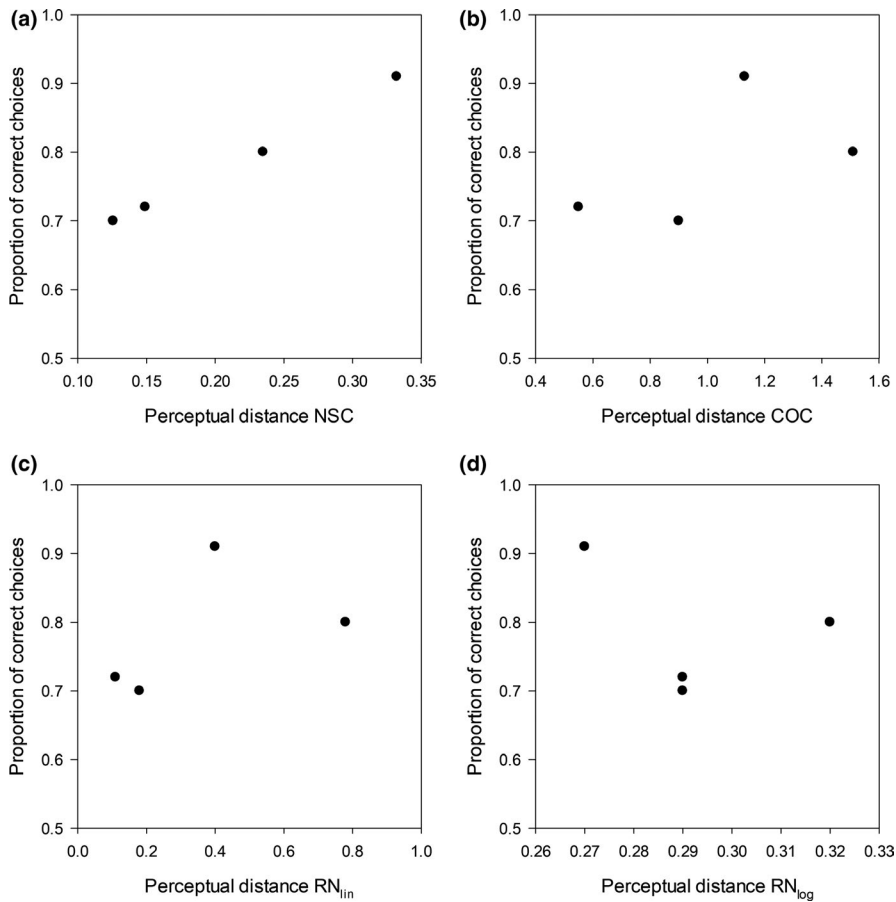 (a)
1.0
0.9
0.8
0.7
0.6
0.5
Proportion of correct choices
0.10 0.15 0.20 0.25 0.30 0.35
Perceptual distance NSC
(b)
1.0
0.9
0.8
0.7
0.6
0.5
Proportion of correct choices
0.4 0.6 0.8 1.0 1.2 1.4 1.6
Perceptual distance COC
(c)
1.0
0.9
0.8
0.7
0.6
0.5
Proportion of correct choices
0.0 0.2 0.4 0.6 0.8 1.0
Perceptual distance RNlin
(d)
1.0
0.9
0.8
0.7
0.6
0.5
Proportion of correct choices
0.26 0.27 0.28 0.29 0.30 0.31 0.32 0.33
Perceptual distance RNlog